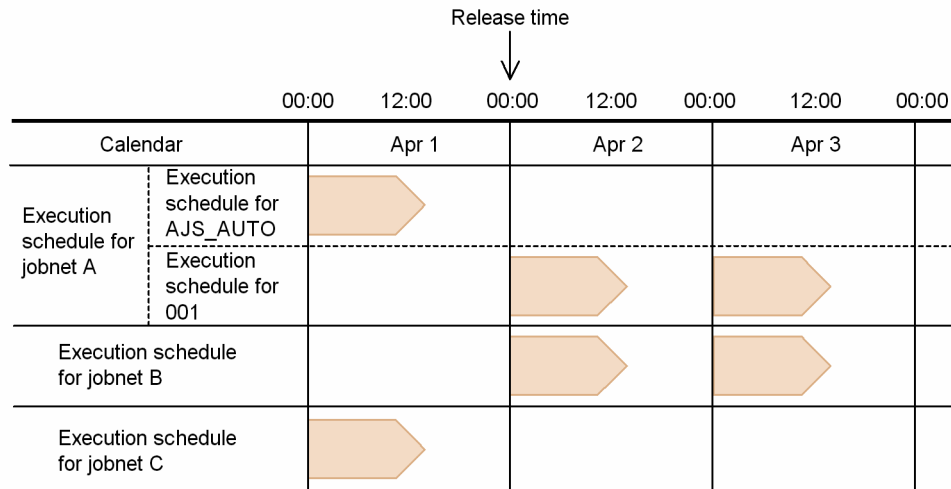 Release time
00:00 12:00 00:00 12:00 00:00 12:00 00:00
Calendar Apr 1 Apr 2 Apr 3
Execution
schedule for
jobnet A
Execution
schedule for
AJS_AUTO
Execution
schedule for
001
Execution schedule
for jobnet B
Execution schedule
for jobnet C